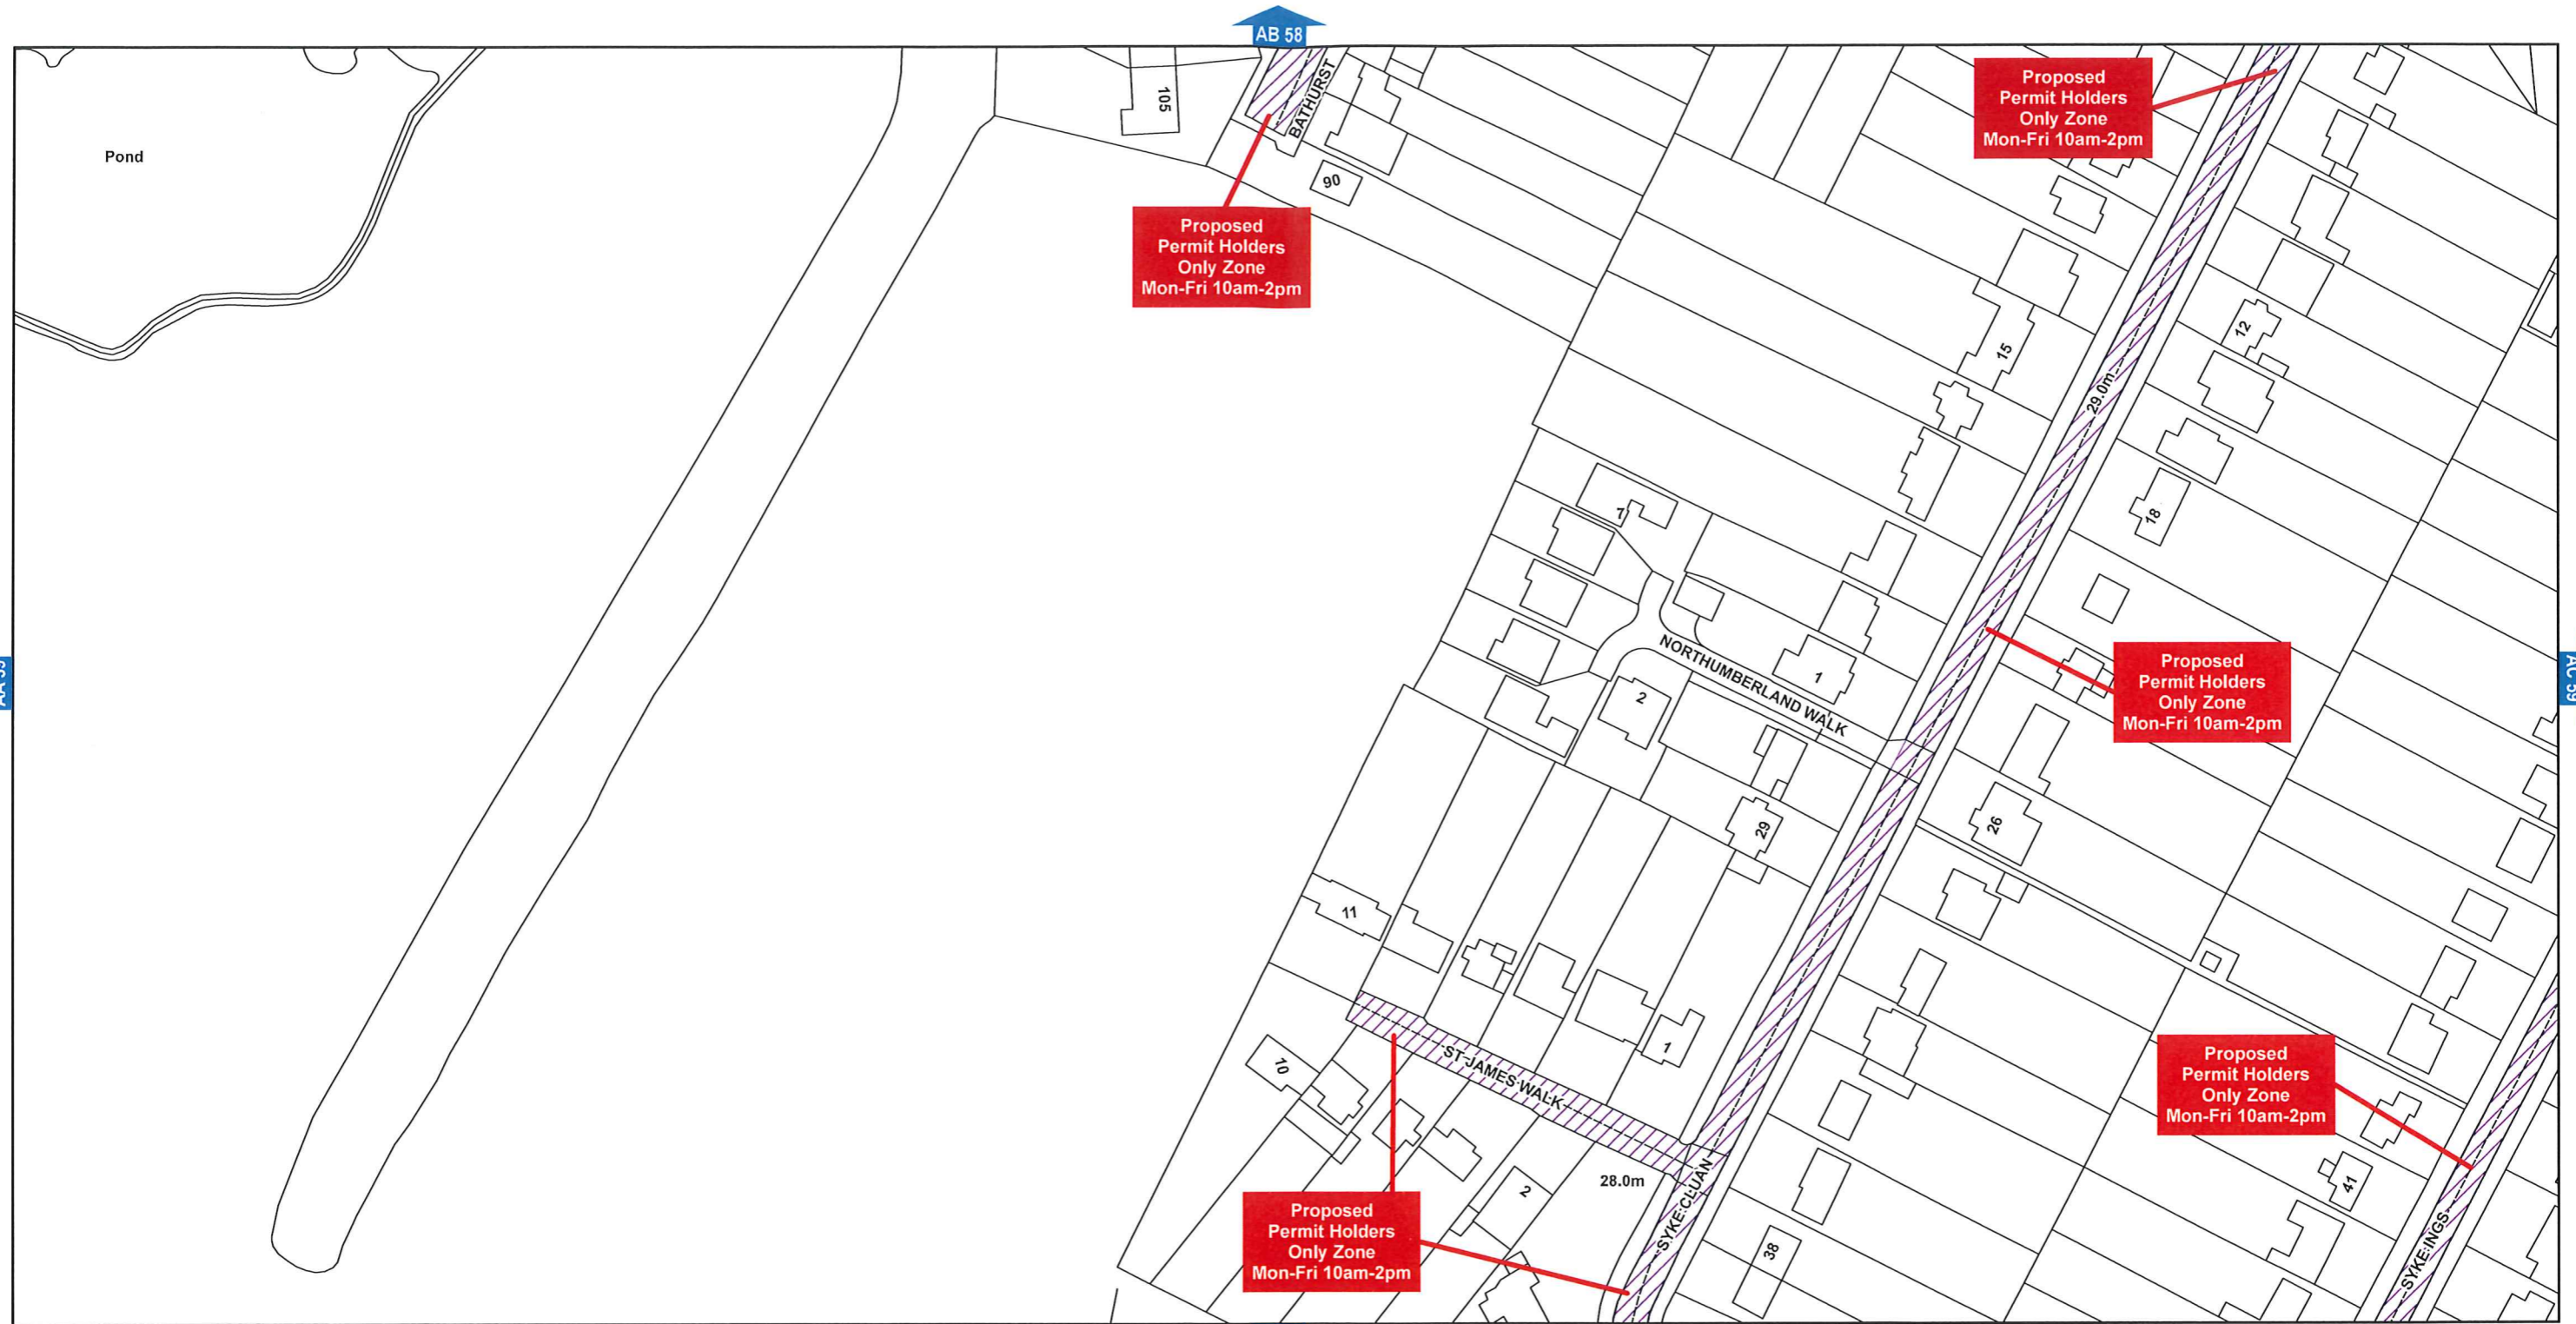 AB 58
Pond
105
BATHURST
90
Proposed
Permit Holders
Only Zone
Mon-Fri 10am-2pm
Proposed
Permit Holders
Only Zone
Mon-Fri 10am-2pm
12
15
29.0m
18
7
NORTHUMBERLAND WALK
1
2
Proposed
Permit Holders
Only Zone
Mon-Fri 10am-2pm
AC 59
29
26
11
1
ST JAMES WALK
10
2
28.0m
SYKE CLUAN
38
Proposed
Permit Holders
Only Zone
Mon-Fri 10am-2pm
Proposed
Permit Holders
Only Zone
Mon-Fri 10am-2pm
41
SYKE INGS